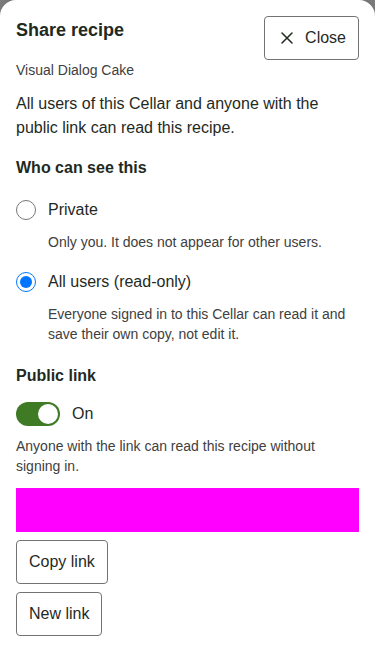 Share recipe
Close
Visual Dialog Cake
All users of this Cellar and anyone with the
public link can read this recipe.
Who can see this
Private
Only you. It does not appear for other users.
All users (read-only)
Everyone signed in to this Cellar can read it and
save their own copy, not edit it.
Public link
On
Anyone with the link can read this recipe without
signing in.
Copy link
New link